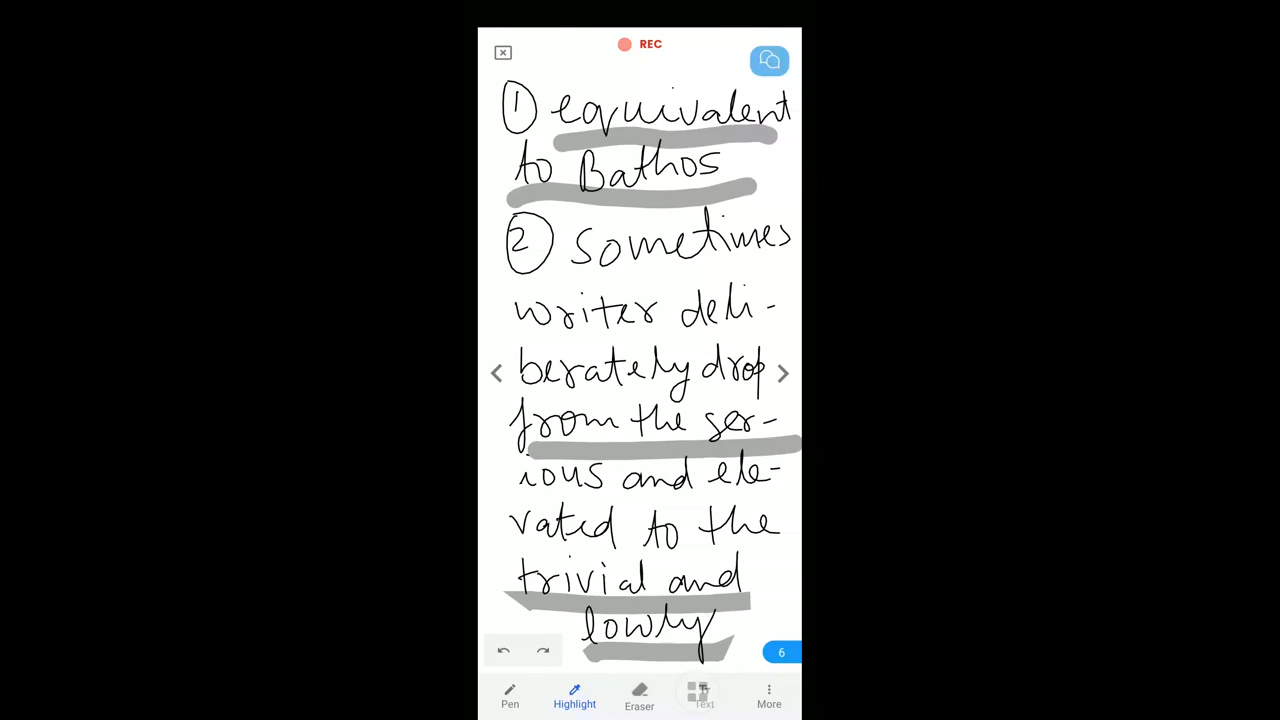 REC
① equivalent
to Bathos
② sometimes
writer deli-
berately drop
from the ser-
ious and ele-
vated to the
trivial and
lowly
6
Pen Highlight Eraser Text More